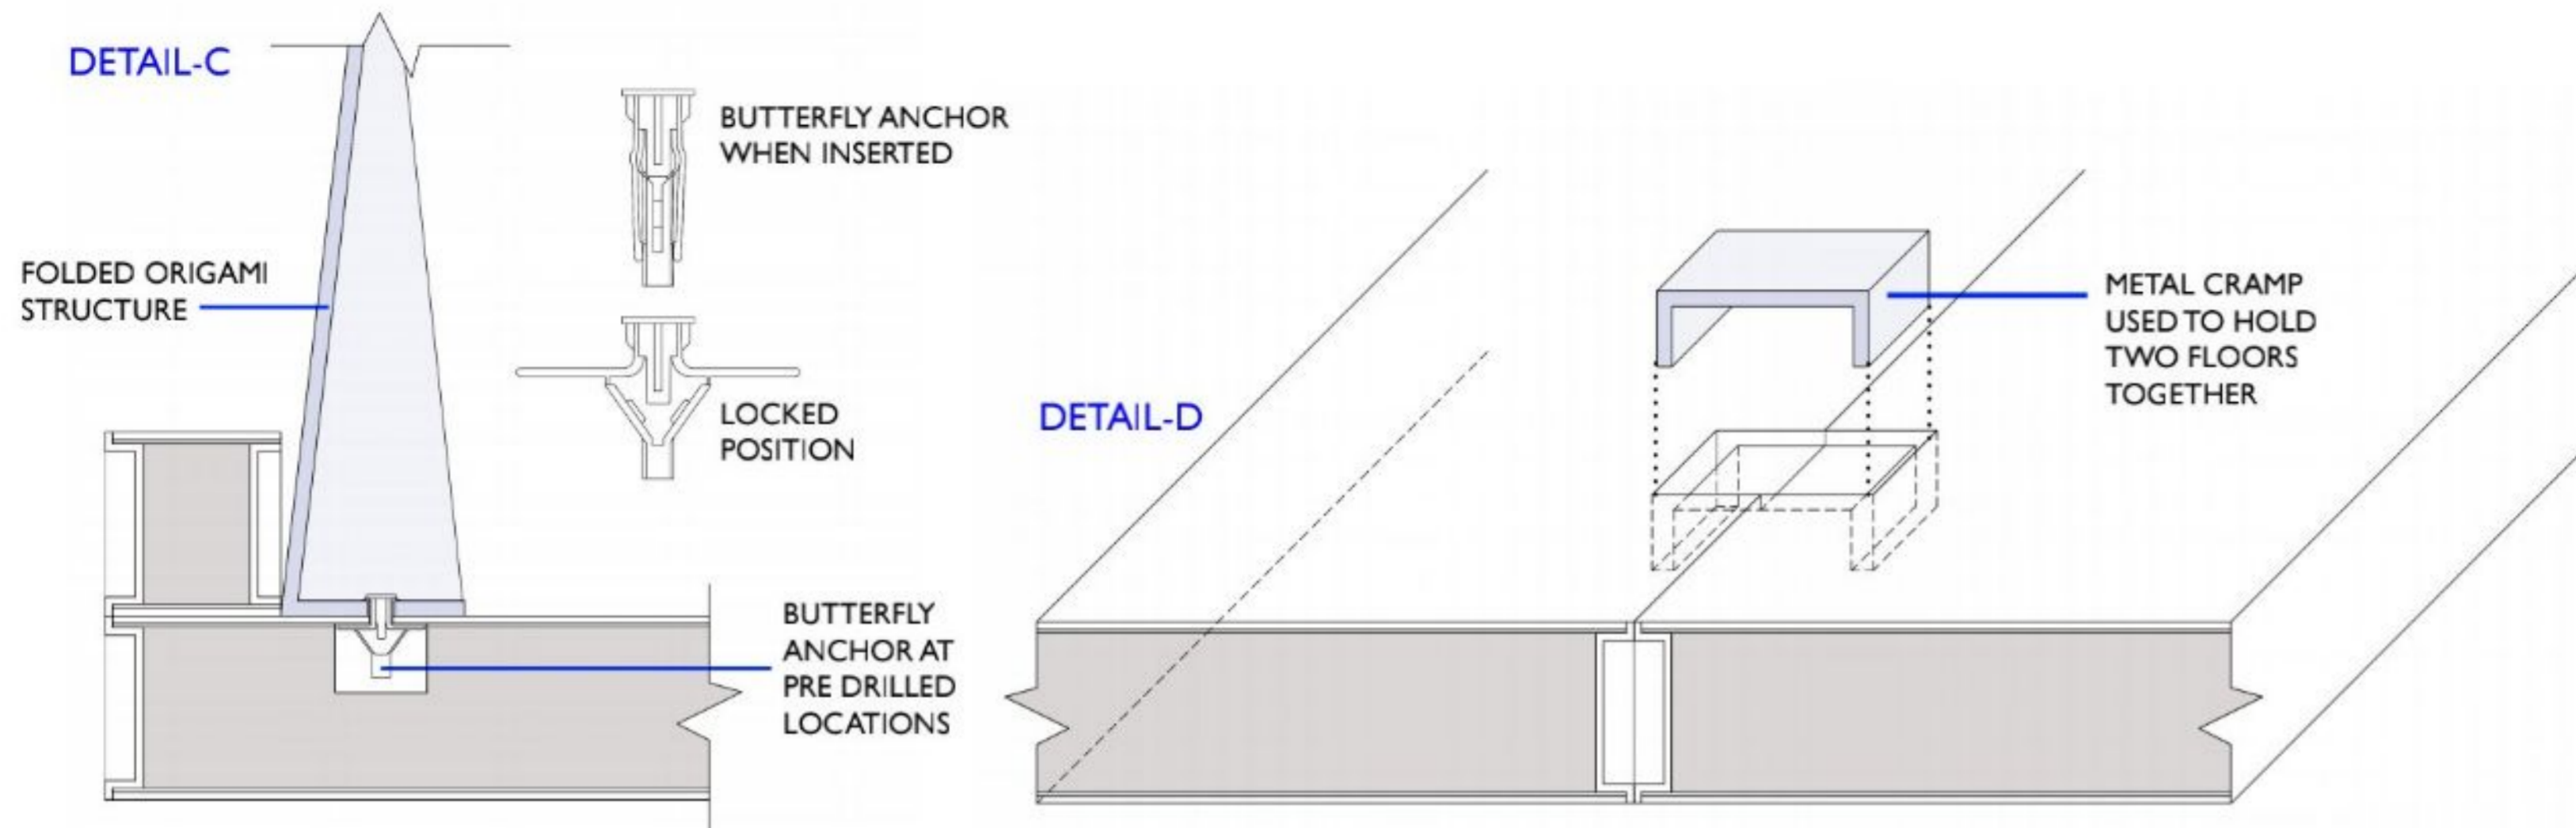 DETAIL-C
BUTTERFLY ANCHOR
WHEN INSERTED
FOLDED ORIGAMI
STRUCTURE
LOCKED
POSITION
BUTTERFLY
ANCHOR AT
PRE DRILLED
LOCATIONS
DETAIL-D
METAL CRAMP
USED TO HOLD
TWO FLOORS
TOGETHER